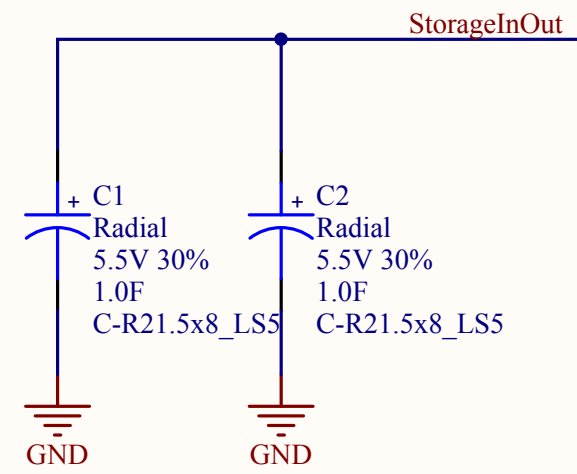 StorageInOut
+ C1
Radial
5.5V 30%
1.0F
C-R21.5x8_LS5
+ C2
Radial
5.5V 30%
1.0F
C-R21.5x8_LS5
GND
GND